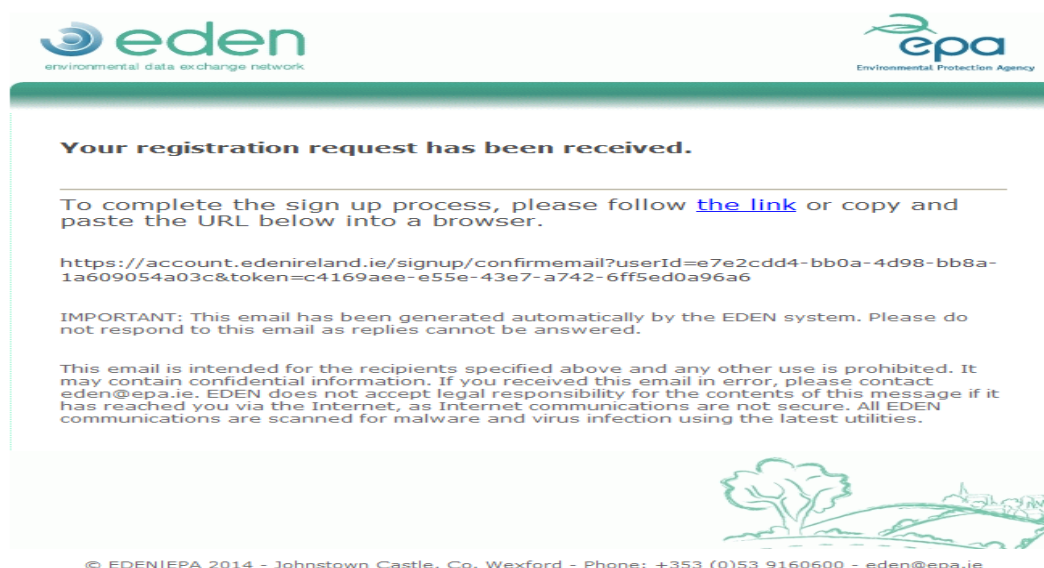 eden
environmental data exchange network
epa
Environmental Protection Agency
Your registration request has been received.
To complete the sign up process, please follow the link or copy and
paste the URL below into a browser.
https://account.edenireland.ie/signup/confirmemail?userId=e7e2cdd4-bb0a-4d98-bb8a-
1a609054a03c&token=c4169aee-e55e-43e7-a742-6ff5ed0a96a6
IMPORTANT: This email has been generated automatically by the EDEN system. Please do
not respond to this email as replies cannot be answered.
This email is intended for the recipients specified above and any other use is prohibited. It
may contain confidential information. If you received this email in error, please contact
eden@epa.ie. EDEN does not accept legal responsibility for the contents of this message if it
has reached you via the Internet, as Internet communications are not secure. All EDEN
communications are scanned for malware and virus infection using the latest utilities.
© EDEN|EPA 2014 - Johnstown Castle, Co. Wexford - Phone: +353 (0)53 9160600 - eden@epa.ie